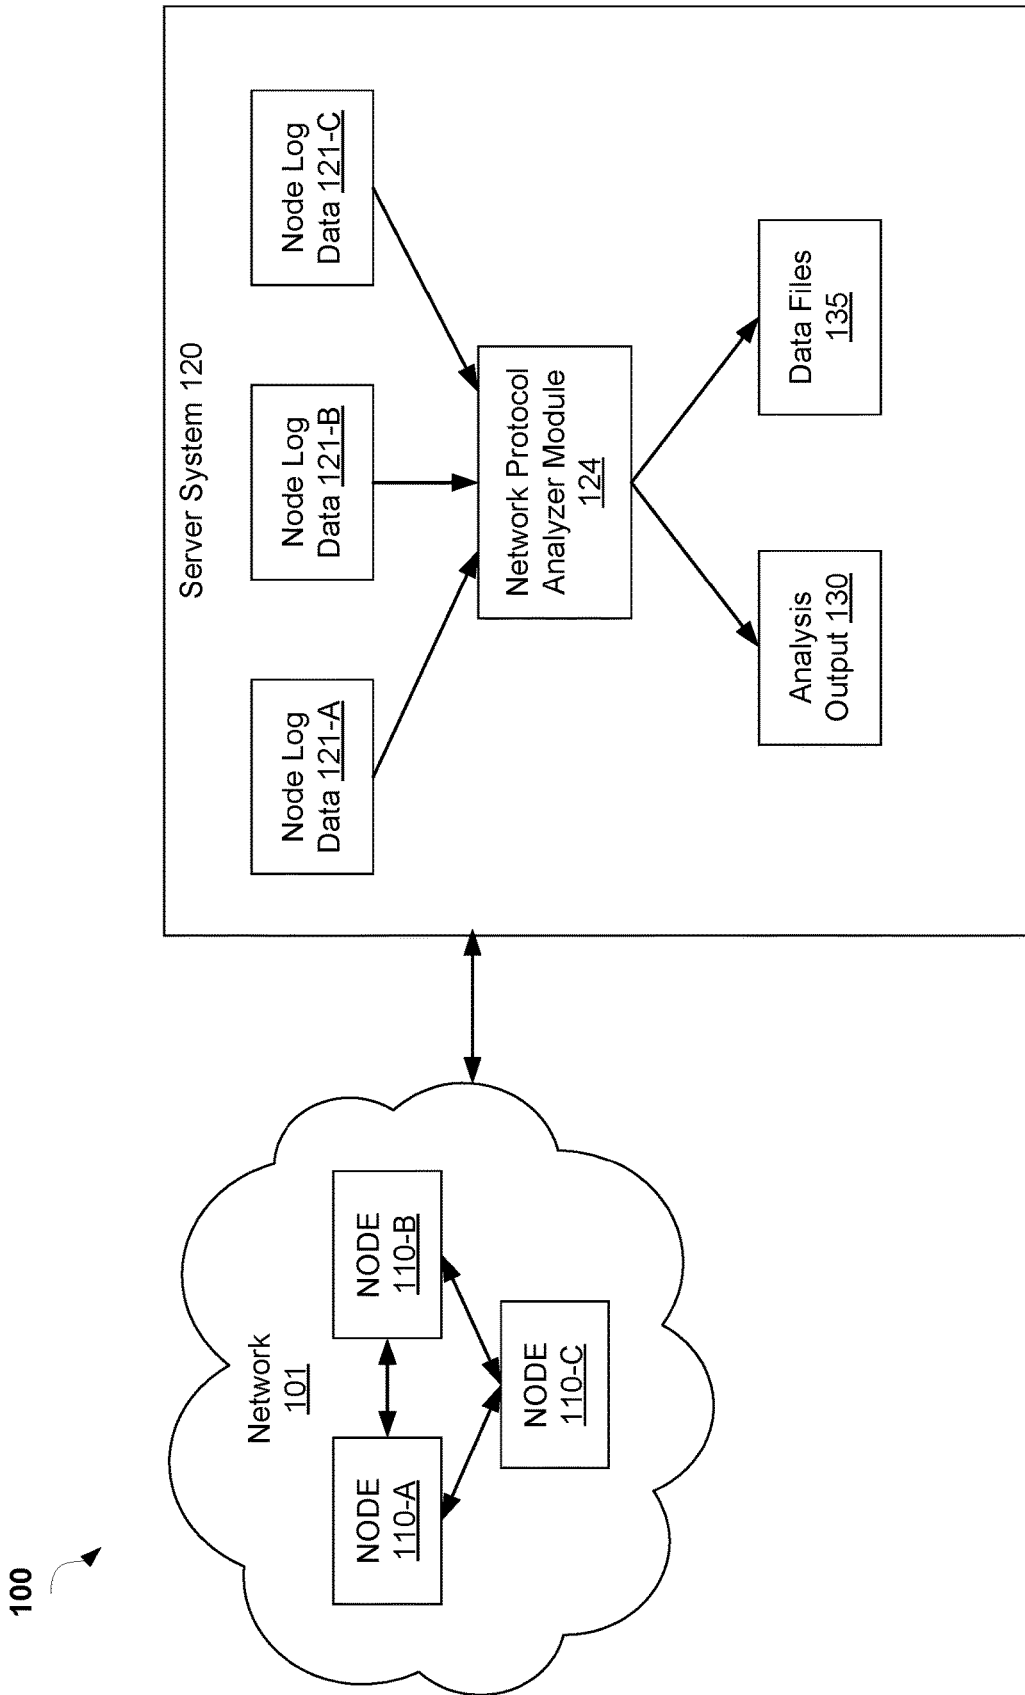 100
Network
101
NODE
110-A
NODE
110-B
NODE
110-C
Server System 120
Node Log
Data 121-A
Node Log
Data 121-B
Node Log
Data 121-C
Network Protocol
Analyzer Module
124
Analysis
Output 130
Data Files
135